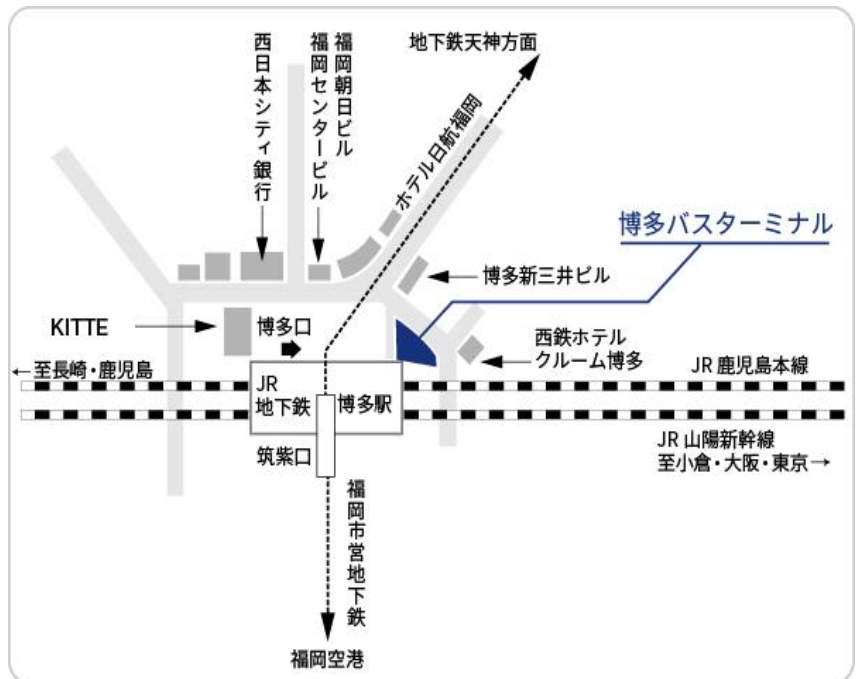 地下鉄天神方面
西日本シティ銀行
福岡センタービル
福岡朝日ビル
ホテル日航福岡
博多バスターミナル
博多新三井ビル
KITTE
博多口
西鉄ホテル
クルーム博多
←至長崎・鹿児島
JR 鹿児島本線
JR
地下鉄
博多駅
JR 山陽新幹線
至小倉・大阪・東京→
筑紫口
福岡市営地下鉄
福岡空港